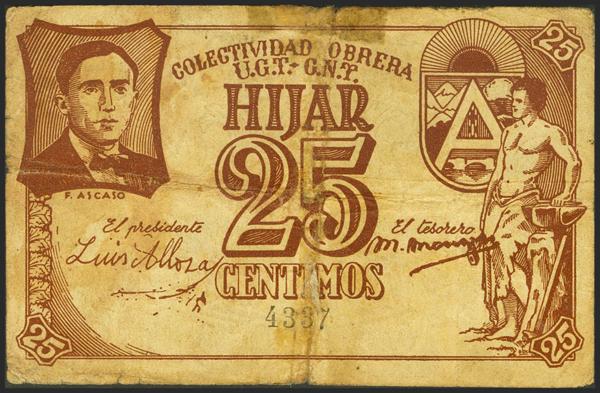 25
COLECTIVIDAD OBRERA
U.G.T.-C.N.T.
HIJAR
A
F. ASCASO
25
El presidente
El tesorero
Luis Alloza
CENTIMOS
4337
25
25